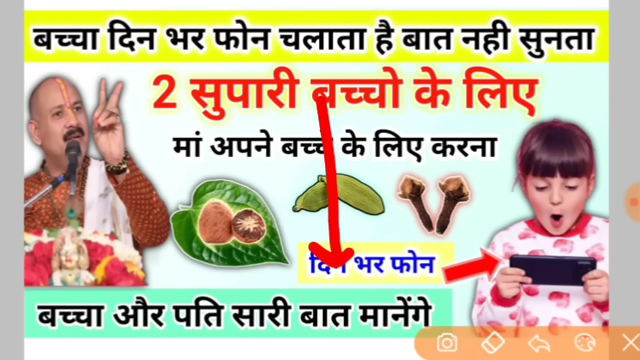 बच्चा दिन भर फोन चलाता है बात नही सुनता
2 सुपारी बच्चो के लिए
मां अपने बच्चे के लिए करना
दिन भर फोन
बच्चा और पति सारी बात मानेंगे